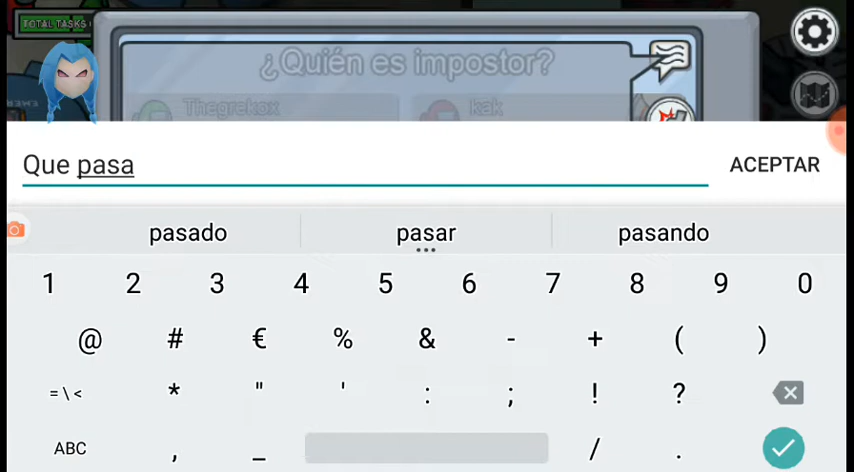 TOTAL TASKS
¿Quién es impostor?
Thegrekox kak
Que pasa ACEPTAR
pasado pasar pasando
1 2 3 4 5 6 7 8 9 0
@ # € % & - + ( )
= \ < * " ' : ; ! ?
ABC , _ / .